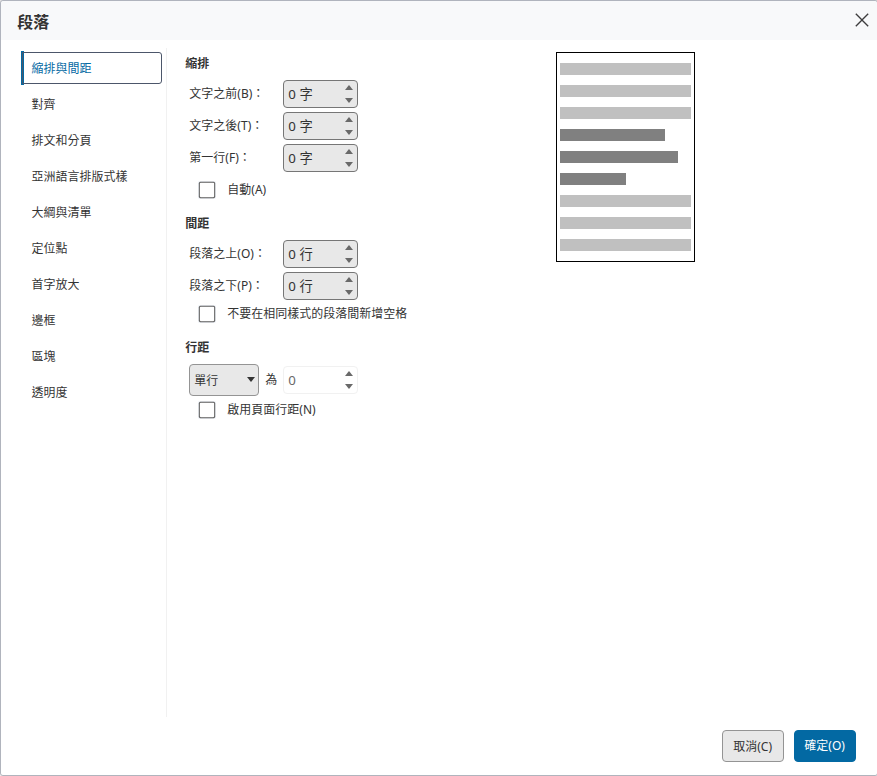 段落
縮排與間距
對齊
排文和分頁
亞洲語言排版式樣
大綱與清單
定位點
首字放大
邊框
區塊
透明度
縮排
文字之前(B)： 0 字
文字之後(T)： 0 字
第一行(F)： 0 字
自動(A)
間距
段落之上(O)： 0 行
段落之下(P)： 0 行
不要在相同樣式的段落間新增空格
行距
單行 為 0
啟用頁面行距(N)
取消(C) 確定(O)